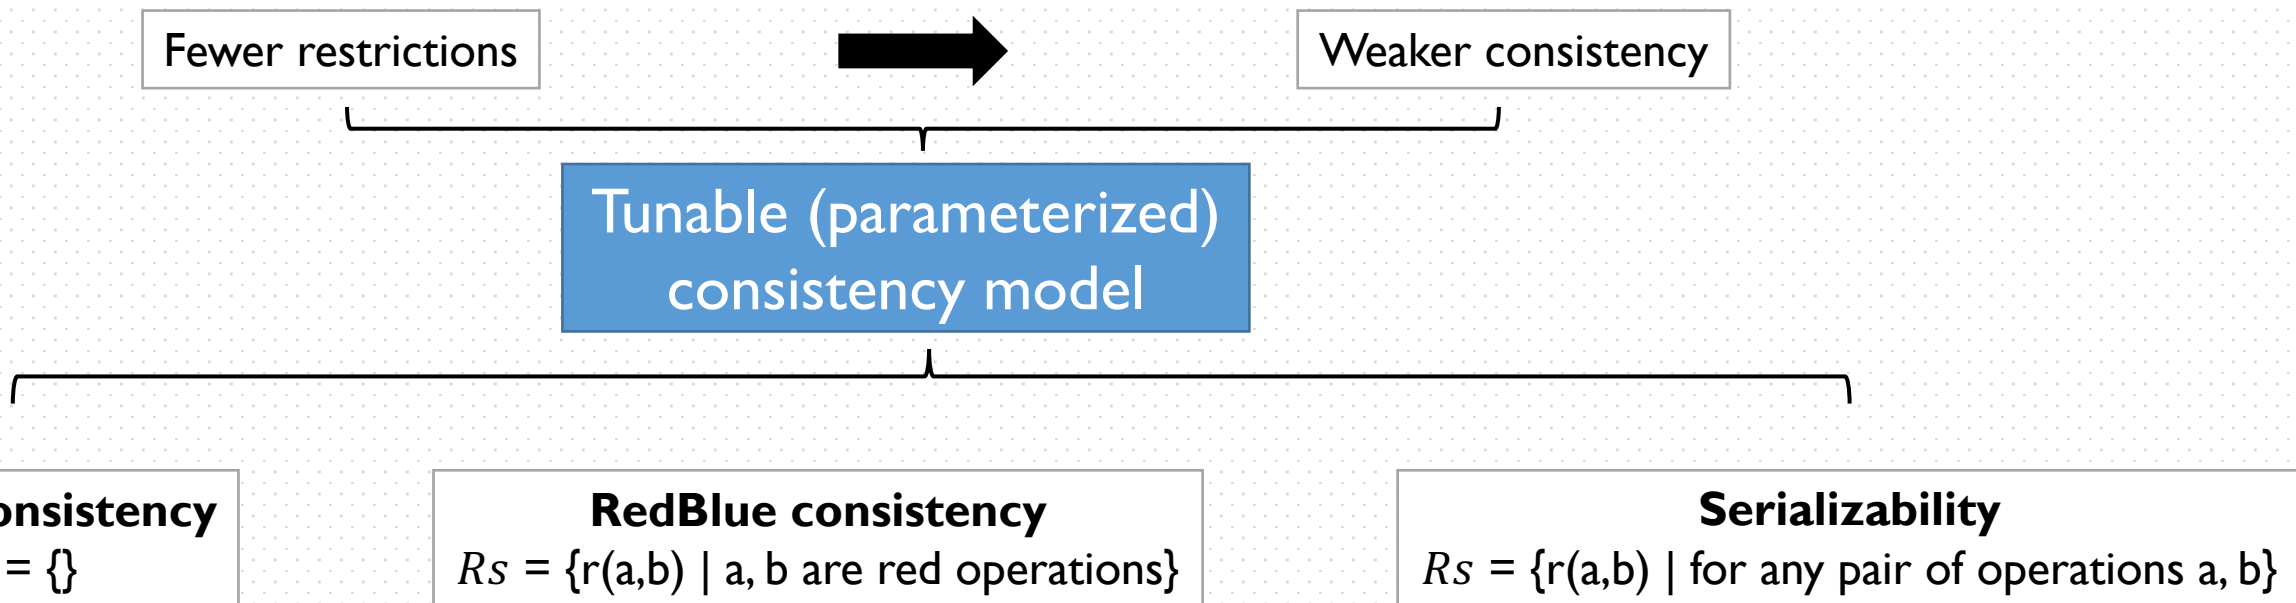 Fewer restrictions
Weaker consistency
Tunable (parameterized)
consistency model
RedBlue consistency
Serializability
= {}
Rs = {r(a,b) | a, b are red operations}
Rs = {r(a,b) | for any pair of operations a, b}